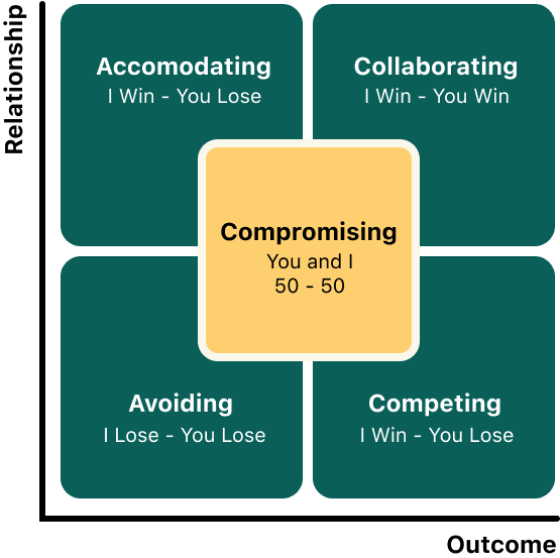 Relationship
Accomodating
I Win - You Lose
Collaborating
I Win - You Win
Compromising
You and I
50 - 50
Avoiding
I Lose - You Lose
Competing
I Win - You Lose
Outcome